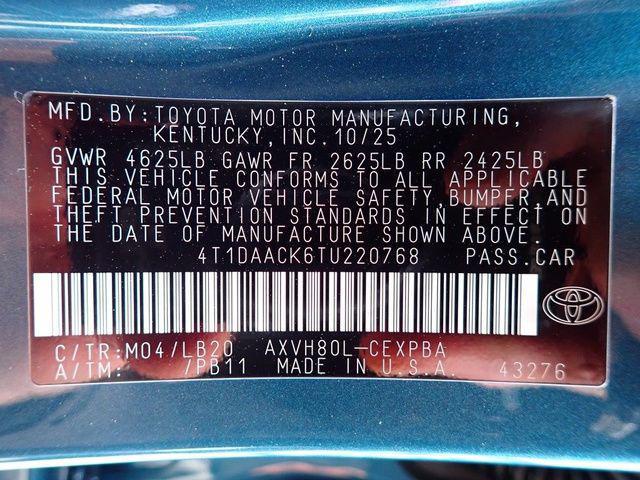 MFD.BY:TOYOTA MOTOR MANUFACTURING,
KENTUCKY,INC.10/25
GVWR 4625LB GAWR FR 2625LB RR 2425LB
THIS VEHICLE CONFORMS TO ALL APPLICABLE
FEDERAL MOTOR VEHICLE SAFETY,BUMPER,AND
THEFT PREVENTION STANDARDS IN EFFECT ON
THE DATE OF MANUFACTURE SHOWN ABOVE.
4T1DAACK6TU220768 PASS.CAR
C/TR:M04/LB20 AXVH80L-CEXPBA
A/TM: /PB11 MADE IN U.S.A. 43276